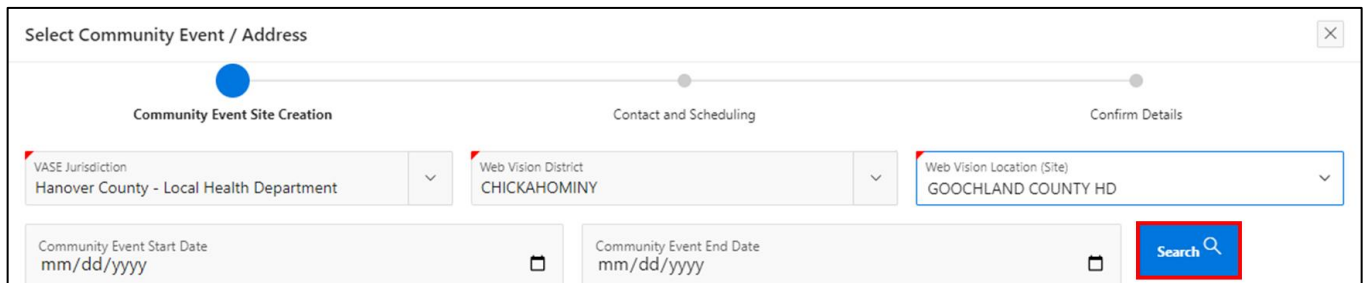 Select Community Event / Address
Community Event Site Creation
Contact and Scheduling
Confirm Details
VASE Jurisdiction
Hanover County - Local Health Department
Web Vision District
CHICKAHOMINY
Web Vision Location (Site)
GOOCHLAND COUNTY HD
Community Event Start Date
mm/dd/yyyy
Community Event End Date
mm/dd/yyyy
Search